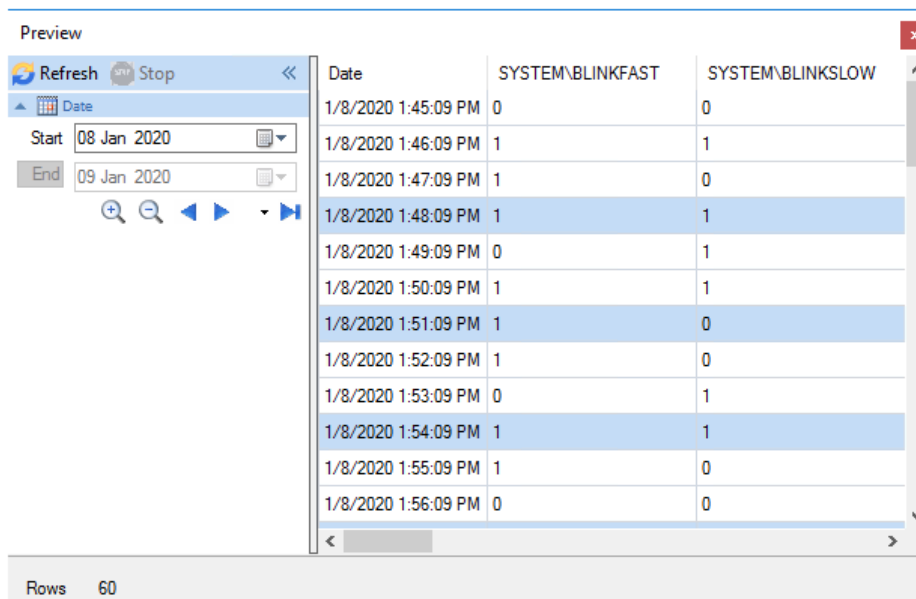 Preview
Refresh STOP Stop «
Date
Start 08 Jan 2020
End 09 Jan 2020
Date SYSTEM\BLINKFAST SYSTEM\BLINKSLOW
1/8/2020 1:45:09 PM 0 0
1/8/2020 1:46:09 PM 1 1
1/8/2020 1:47:09 PM 1 0
1/8/2020 1:48:09 PM 1 1
1/8/2020 1:49:09 PM 0 1
1/8/2020 1:50:09 PM 1 1
1/8/2020 1:51:09 PM 1 0
1/8/2020 1:52:09 PM 1 0
1/8/2020 1:53:09 PM 0 1
1/8/2020 1:54:09 PM 1 1
1/8/2020 1:55:09 PM 1 0
1/8/2020 1:56:09 PM 0 0
Rows 60